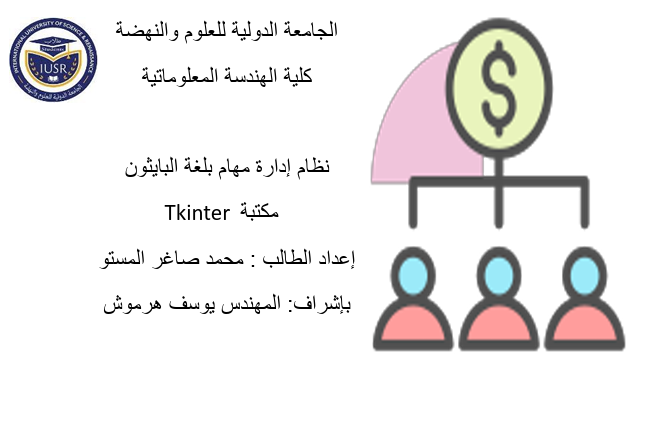 الجامعة الدولية للعلوم والنهضة
كلية الهندسة المعلوماتية
نظام إدارة مهام بلغة البايثون
مكتبة Tkinter
إعداد الطالب : محمد صاغر المستو
بإشراف: المهندس يوسف هرموش
INTERNATIONAL UNIVERSITY OF SCIENCE & RENAISSANCE
IUSR
الجامعة الدولية للعلوم والنهضة
$